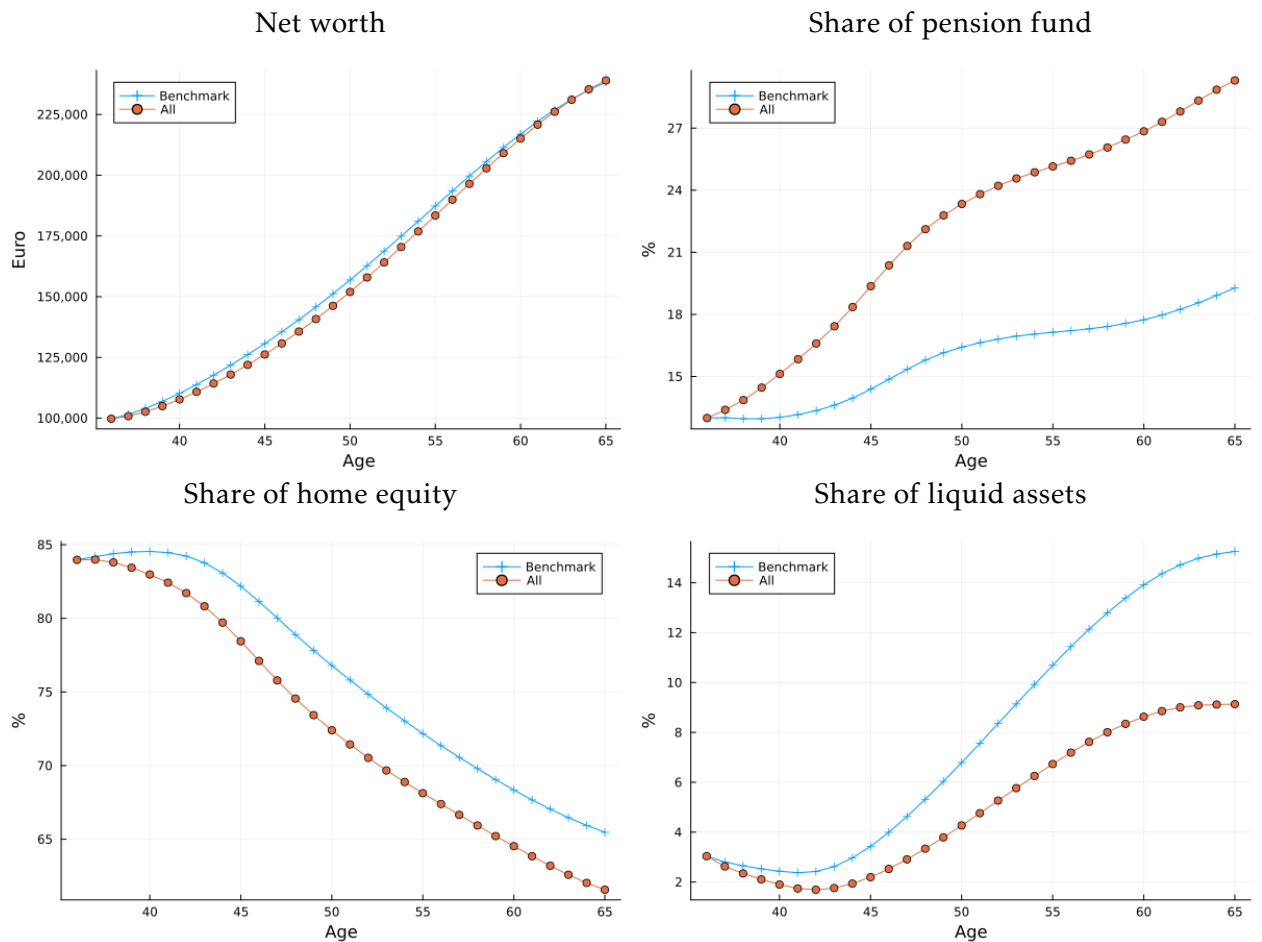 Net worth
Share of pension fund
Benchmark
All
Euro
225,000
200,000
175,000
150,000
125,000
100,000
40 45 50 55 60 65
Age
Benchmark
All
%
27
24
21
18
15
40 45 50 55 60 65
Age
Share of home equity
Share of liquid assets
Benchmark
All
%
85
80
75
70
65
40 45 50 55 60 65
Age
Benchmark
All
%
14
12
10
8
6
4
2
40 45 50 55 60 65
Age